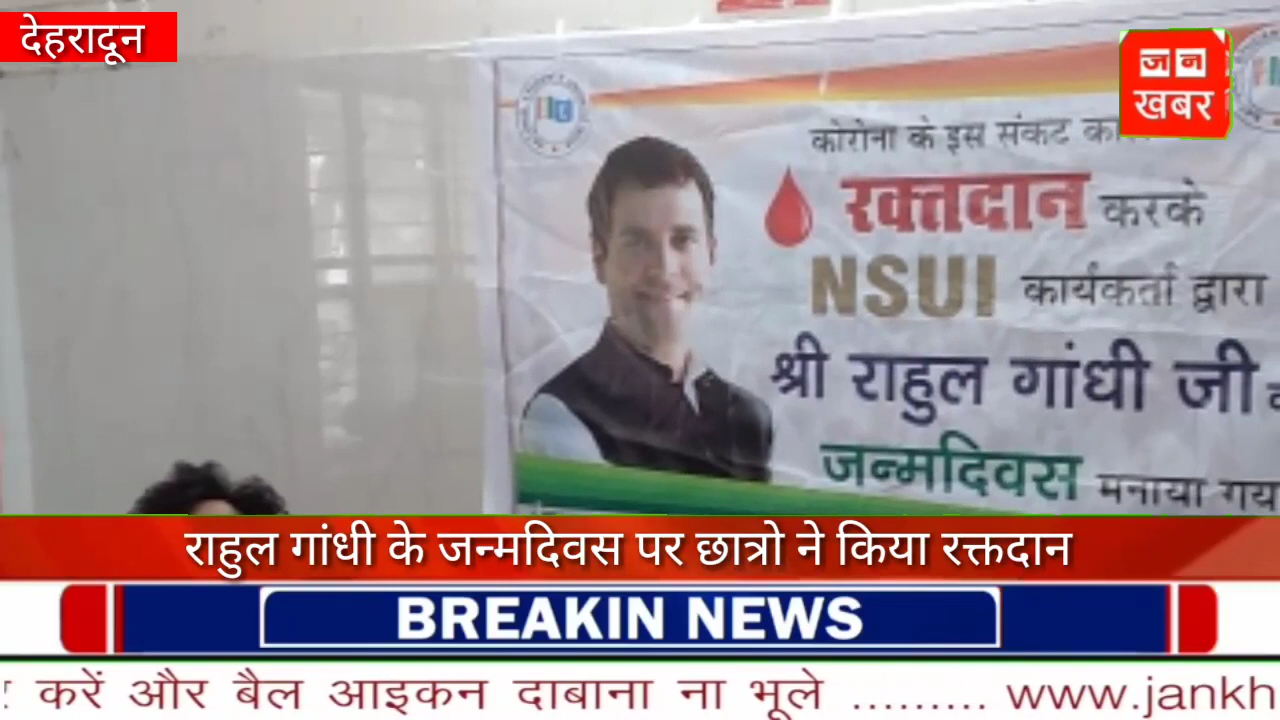 देहरादून
जन
खबर
कोरोना के इस संकट
रक्तदान करके
NSUI कार्यकर्ता द्वारा
श्री राहुल गांधी जी
जन्मदिवस मनाया
राहुल गांधी के जन्मदिवस पर छात्रो ने किया रक्तदान
BREAKIN NEWS
करें और बैल आइकन दाबाना ना भूले ......... www.jankh